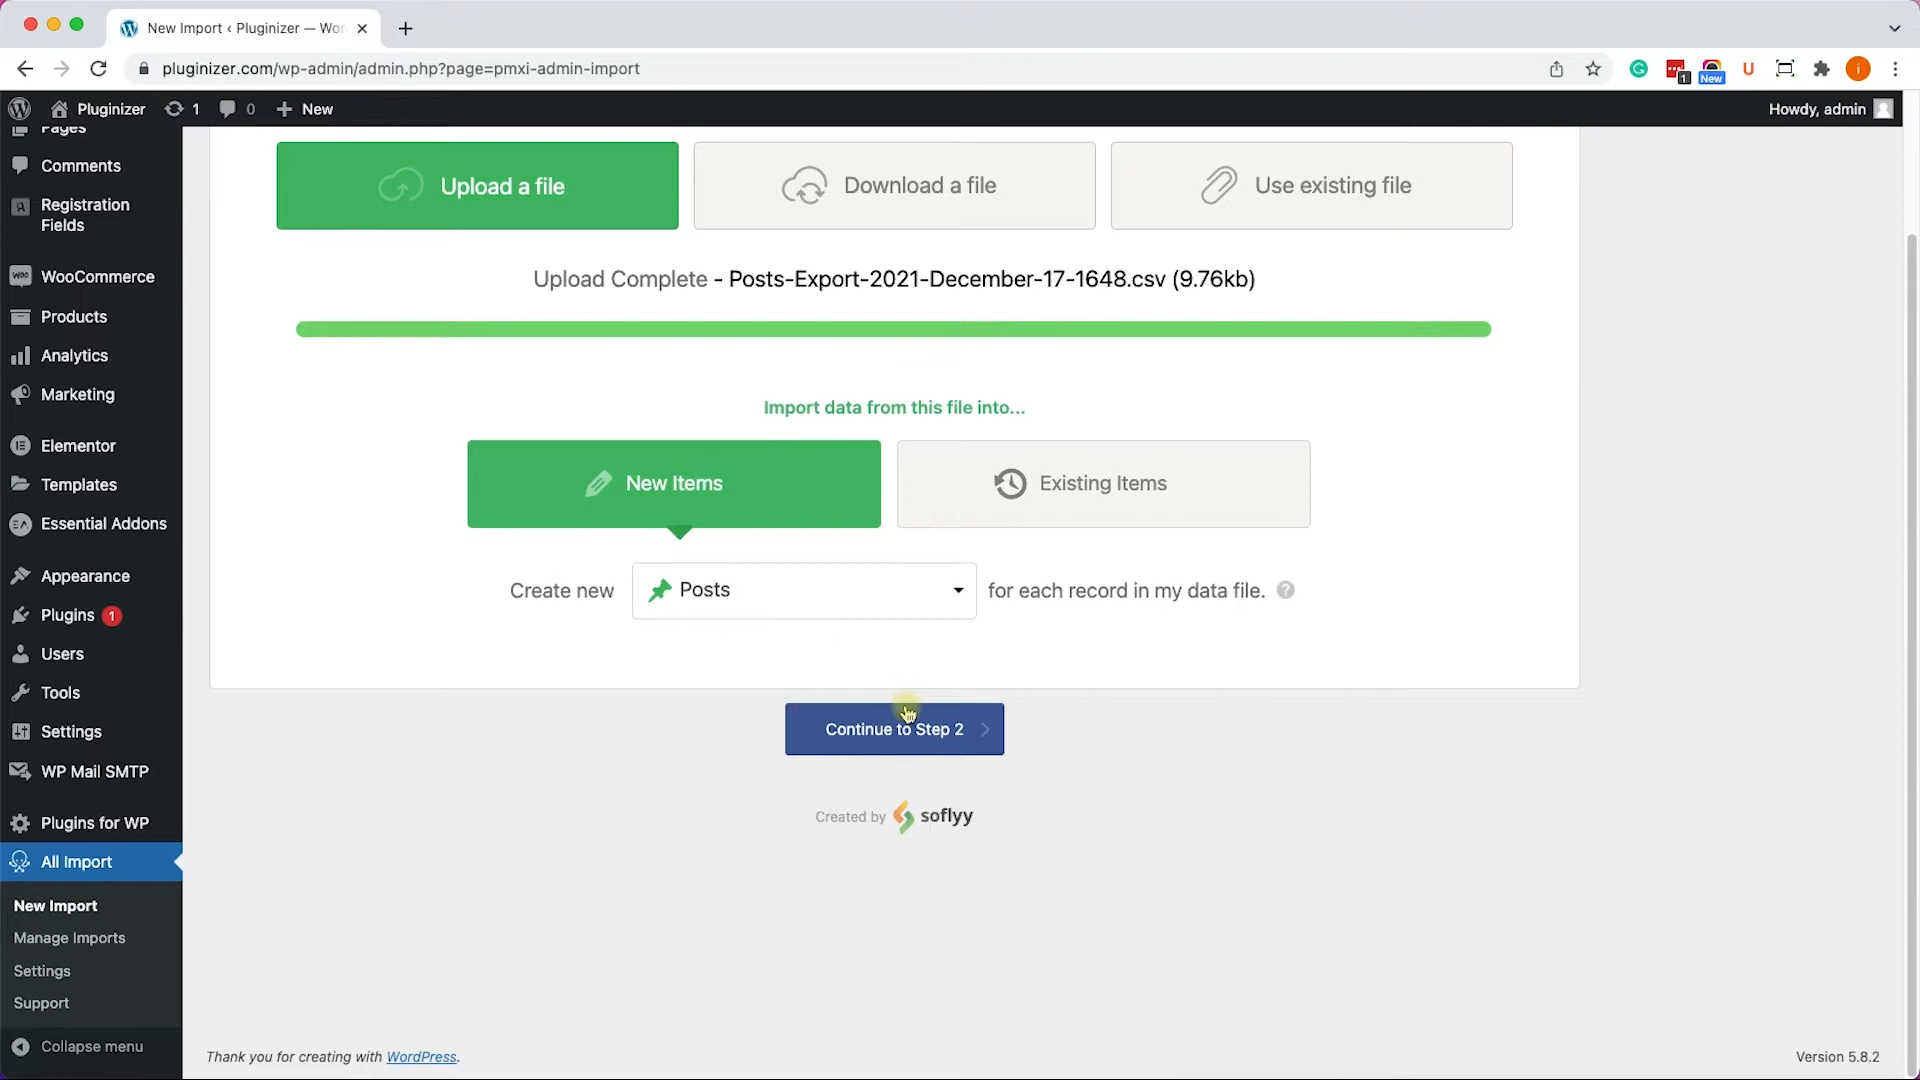 New Import ‹ Pluginizer — Wor
pluginizer.com/wp-admin/admin.php?page=pmxi-admin-import
1
New
U
i
Pluginizer
1
0
New
Howdy, admin
Pages
Comments
Registration
Fields
WooCommerce
Products
Analytics
Marketing
Elementor
Templates
Essential Addons
Appearance
Plugins 1
Users
Tools
Settings
WP Mail SMTP
Plugins for WP
All Import
New Import
Manage Imports
Settings
Support
Collapse menu
Upload a file
Download a file
Use existing file
Upload Complete - Posts-Export-2021-December-17-1648.csv (9.76kb)
Import data from this file into...
New Items
Existing Items
Create new
Posts
for each record in my data file. ?
Continue to Step 2
Created by soflyy
Thank you for creating with WordPress.
Version 5.8.2